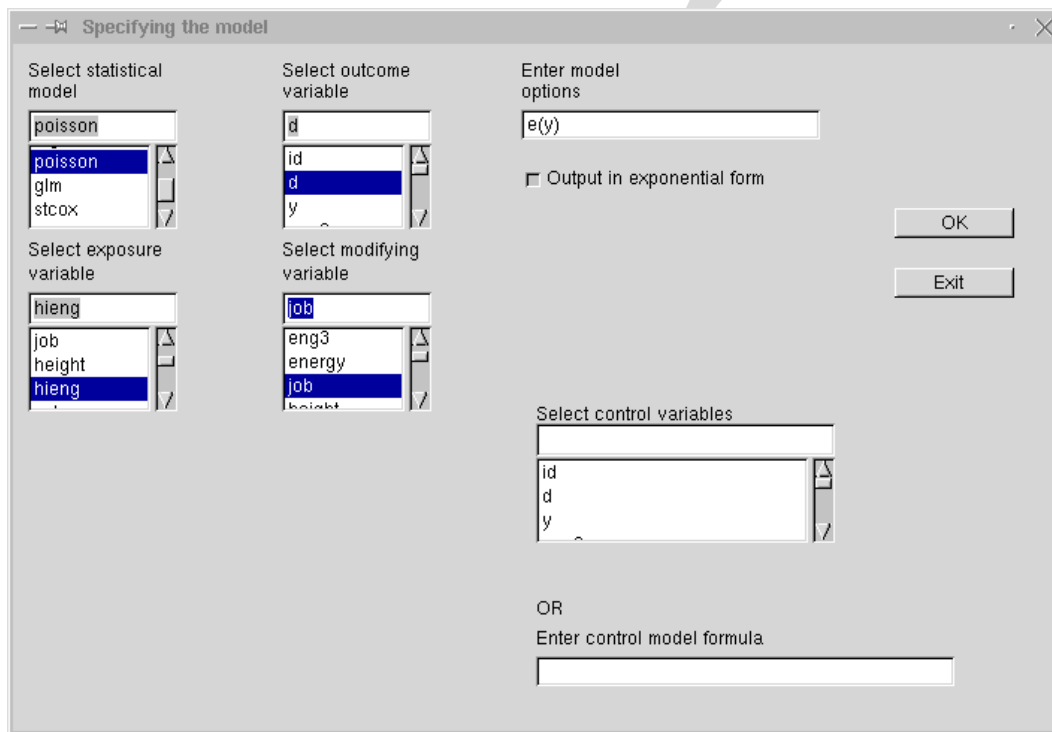 Specifying the model
Select statistical
model
poisson
poisson
glm
stcox
Select outcome
variable
d
id
d
y
Enter model
options
e(y)
Output in exponential form
OK
Exit
Select exposure
variable
hieng
job
height
hieng
Select modifying
variable
job
eng3
energy
job
height
Select control variables
id
d
y
OR
Enter control model formula